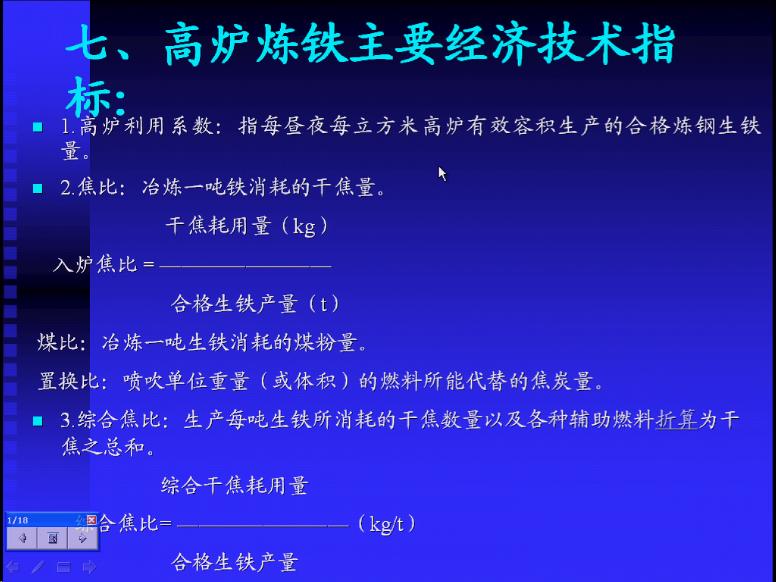 七、高炉炼铁主要经济技术指
标:
1.高炉利用系数：指每昼夜每立方米高炉有效容积生产的合格炼钢生铁
量。
2.焦比：冶炼一吨铁消耗的干焦量。
干焦耗用量（kg）
入炉焦比 = ————————
合格生铁产量（t）
煤比：冶炼一吨生铁消耗的煤粉量。
置换比：喷吹单位重量（或体积）的燃料所能代替的焦炭量。
3.综合焦比：生产每吨生铁所消耗的干焦数量以及各种辅助燃料折算为干
焦之总和。
综合干焦耗用量
综合焦比= ————————（kg/t）
合格生铁产量
1/18